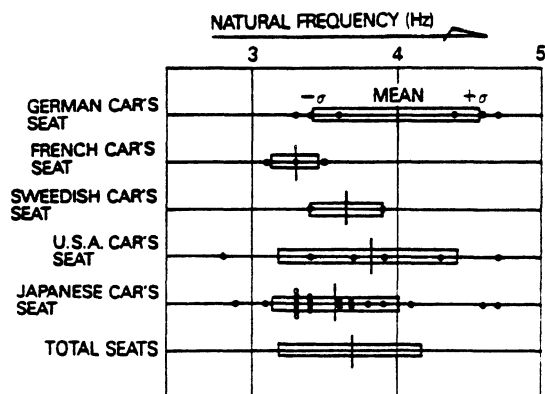 NATURAL FREQUENCY (Hz)
3 4 5
-σ MEAN +σ
GERMAN CAR'S
SEAT
FRENCH CAR'S
SEAT
SWEEDISH CAR'S
SEAT
U.S.A. CAR'S
SEAT
JAPANESE CAR'S
SEAT
TOTAL SEATS